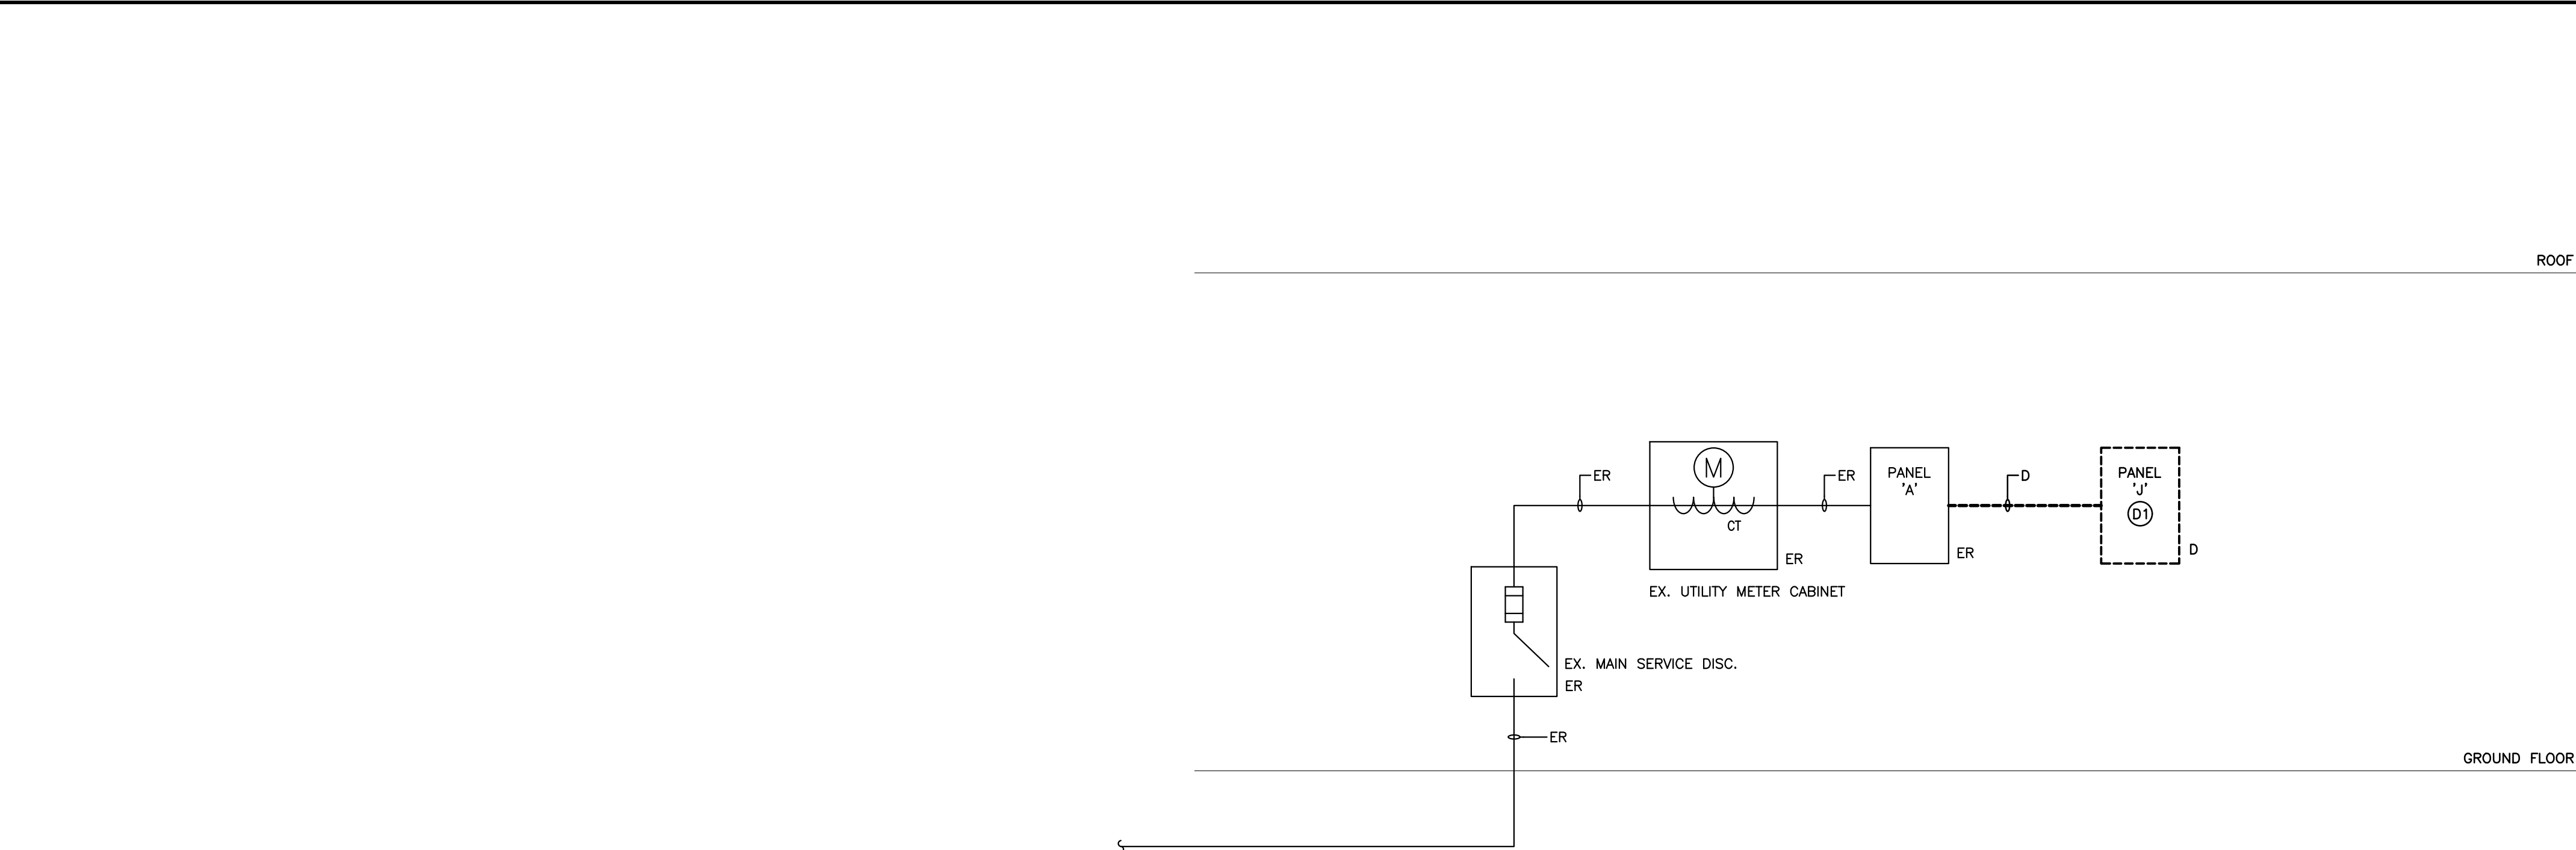 ROOF
ER
M
CT
ER
EX. UTILITY METER CABINET
ER
PANEL
'A'
ER
D
PANEL
'J'
D1
D
EX. MAIN SERVICE DISC.
ER
ER
GROUND FLOOR